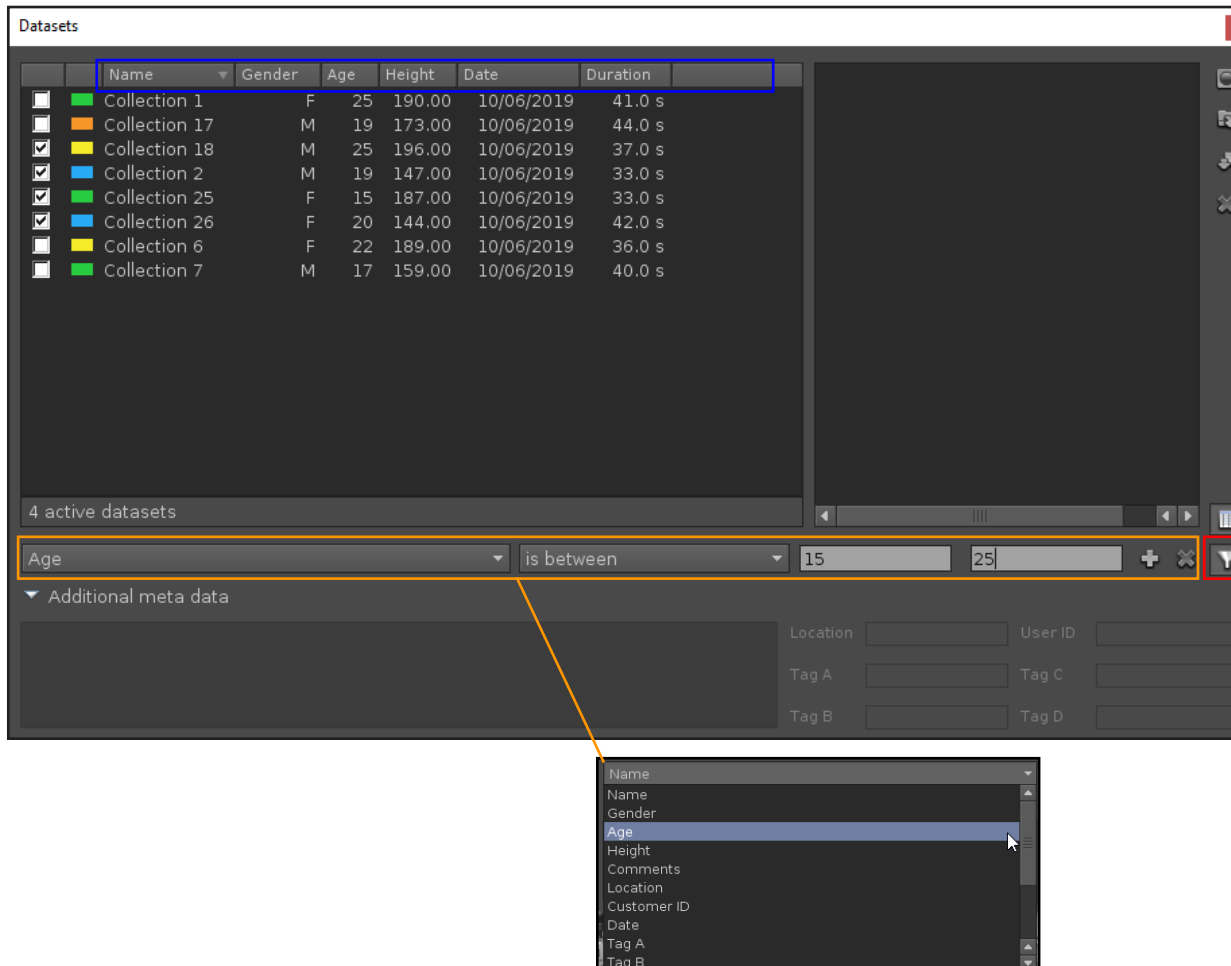 Datasets
Name Gender Age Height Date Duration
Collection 1 F 25 190.00 10/06/2019 41.0 s
Collection 17 M 19 173.00 10/06/2019 44.0 s
Collection 18 M 25 196.00 10/06/2019 37.0 s
Collection 2 M 19 147.00 10/06/2019 33.0 s
Collection 25 F 15 187.00 10/06/2019 33.0 s
Collection 26 F 20 144.00 10/06/2019 42.0 s
Collection 6 F 22 189.00 10/06/2019 36.0 s
Collection 7 M 17 159.00 10/06/2019 40.0 s
4 active datasets
Age is between 15 25
Additional meta data
Location User ID
Tag A Tag C
Tag B Tag D
Name
Name
Gender
Age
Height
Comments
Location
Customer ID
Date
Tag A
Tag B